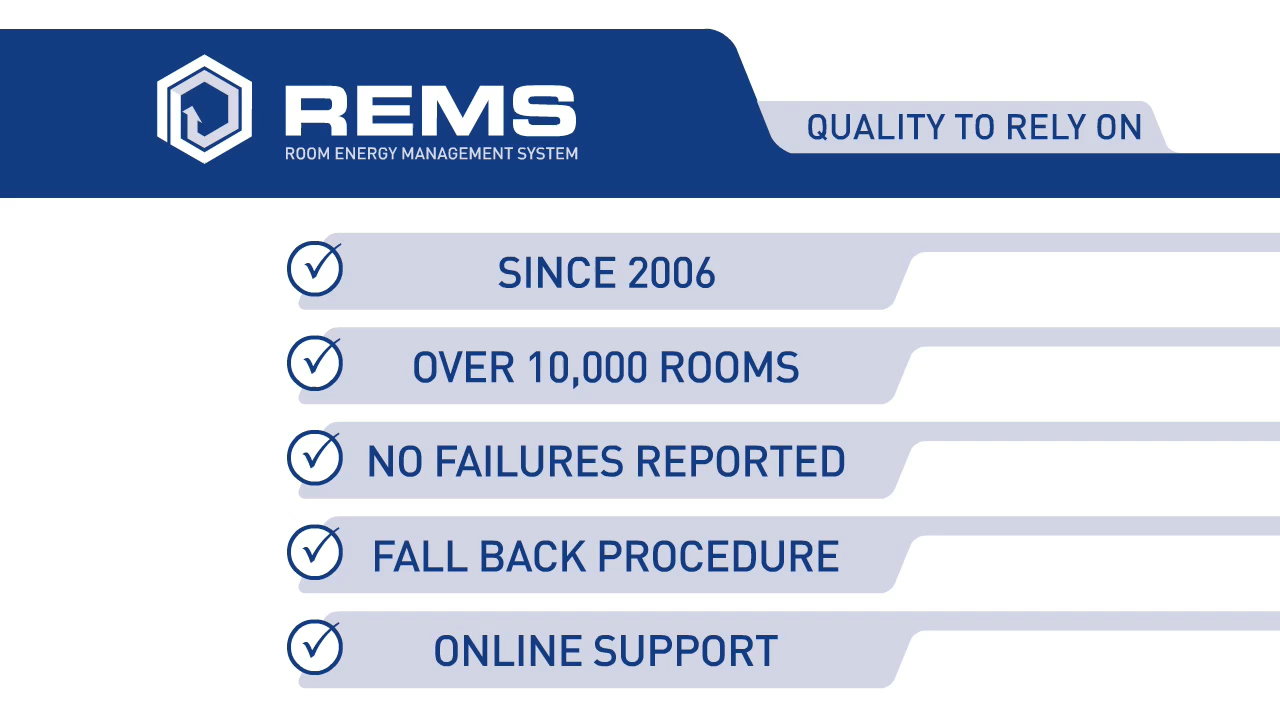 REMS
ROOM ENERGY MANAGEMENT SYSTEM
QUALITY TO RELY ON
SINCE 2006
OVER 10,000 ROOMS
NO FAILURES REPORTED
FALL BACK PROCEDURE
ONLINE SUPPORT